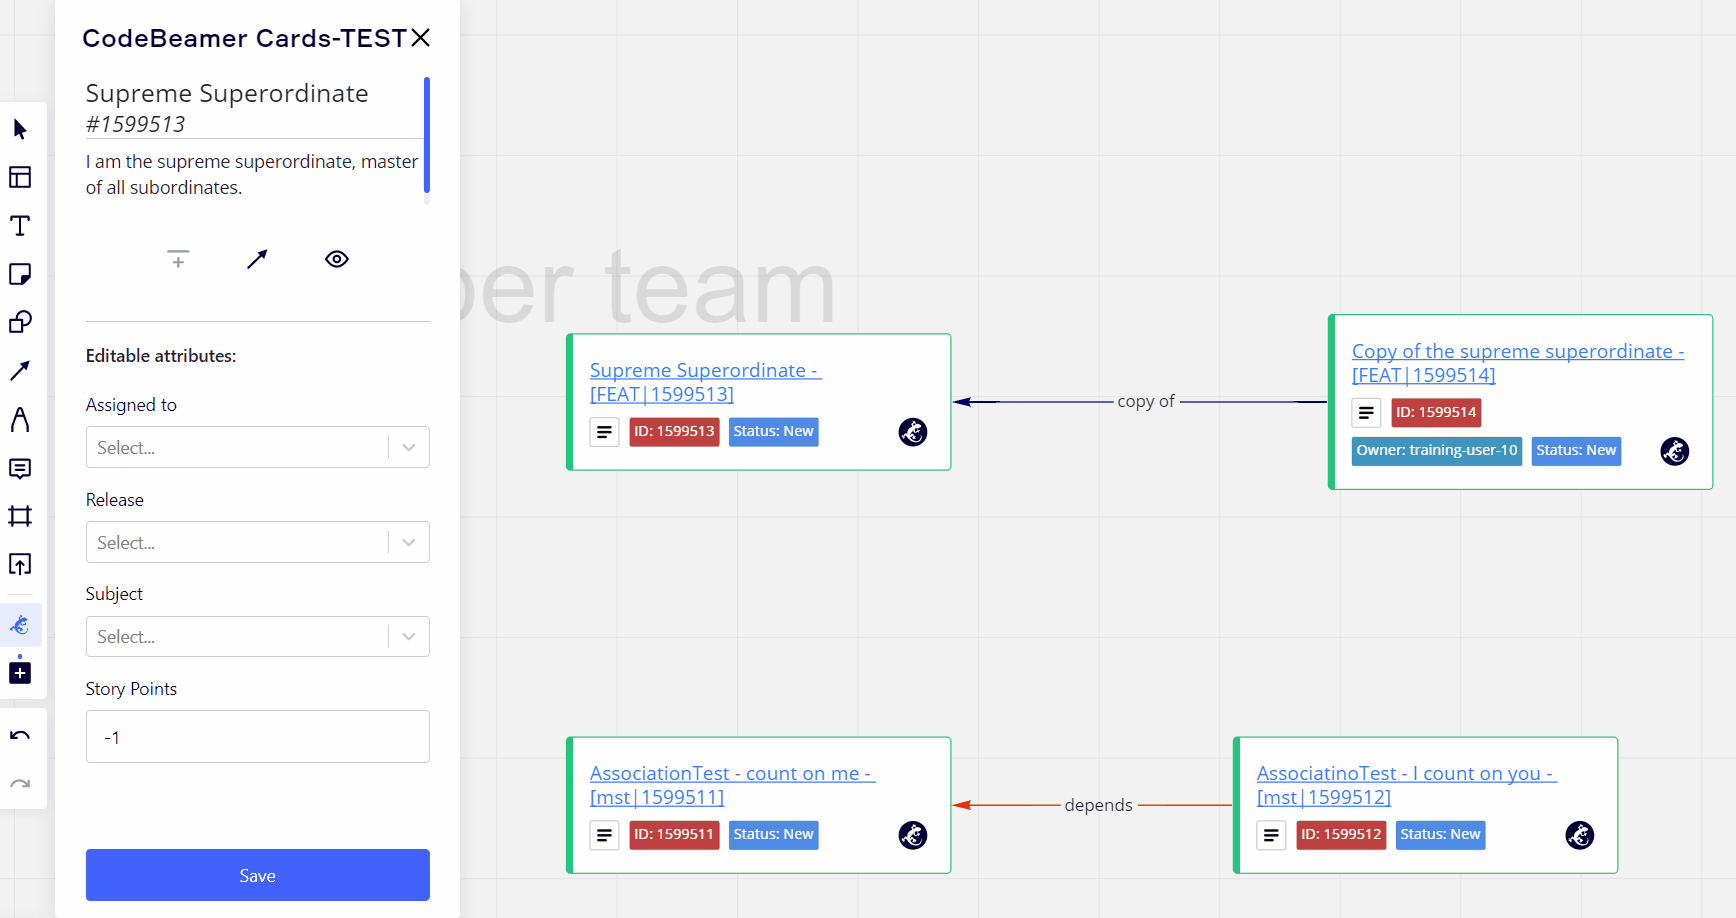 CodeBeamer Cards-TEST
Supreme Superordinate
#1599513
I am the supreme superordinate, master
of all subordinates.
Editable attributes:
Assigned to
Select...
Release
Select...
Subject
Select...
Story Points
-1
Save
team
Supreme Superordinate -
[FEAT|1599513]
ID: 1599513
Status: New
copy of
Copy of the supreme superordinate -
[FEAT|1599514]
ID: 1599514
Owner: training-user-10
Status: New
AssociationTest - count on me -
[mst|1599511]
ID: 1599511
Status: New
depends
AssociatinoTest - I count on you -
[mst|1599512]
ID: 1599512
Status: New